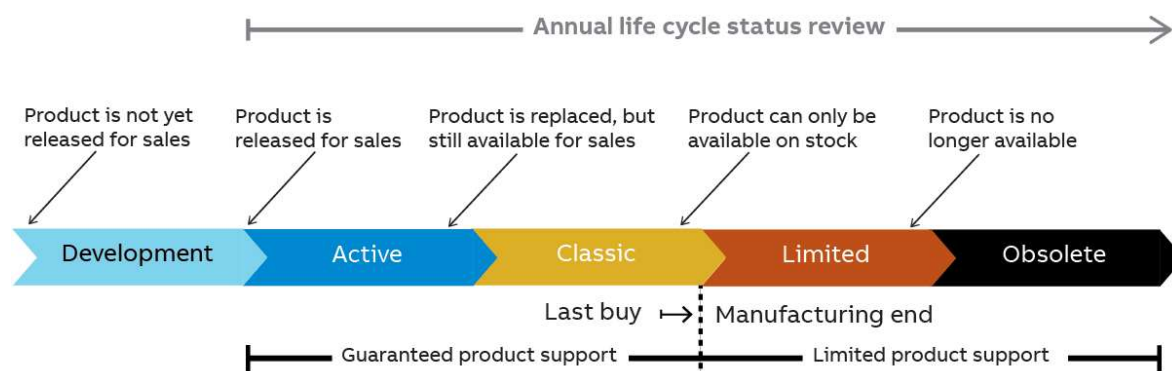 Annual life cycle status review
Product is not yet
released for sales
Product is
released for sales
Product is replaced, but
still available for sales
Product can only be
available on stock
Product is no
longer available
Development
Active
Classic
Limited
Obsolete
Last buy
Manufacturing end
Guaranteed product support
Limited product support